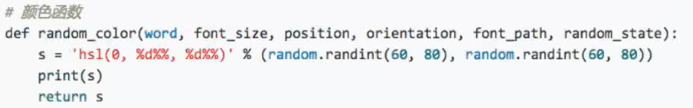 # 颜色函数
def random_color(word, font_size, position, orientation, font_path, random_state):
    s = 'hsl(0, %d%%, %d%%)' % (random.randint(60, 80), random.randint(60, 80))
    print(s)
    return s